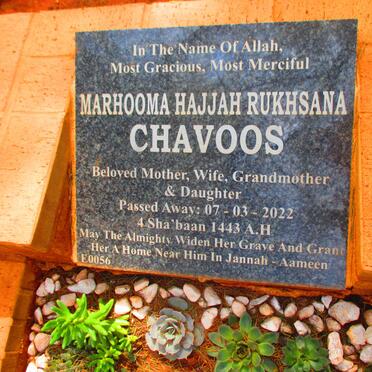 In The Name Of Allah,
Most Gracious, Most Merciful
MARHOOMA HAJJAH RUKHSANA
CHAVOOS
Beloved Mother, Wife, Grandmother
& Daughter
Passed Away: 07 - 03 - 2022
4 Sha'baan 1443 A.H
May The Almighty Widen Her Grave And Grant
Her A Home Near Him In Jannah - Aameen
E0056